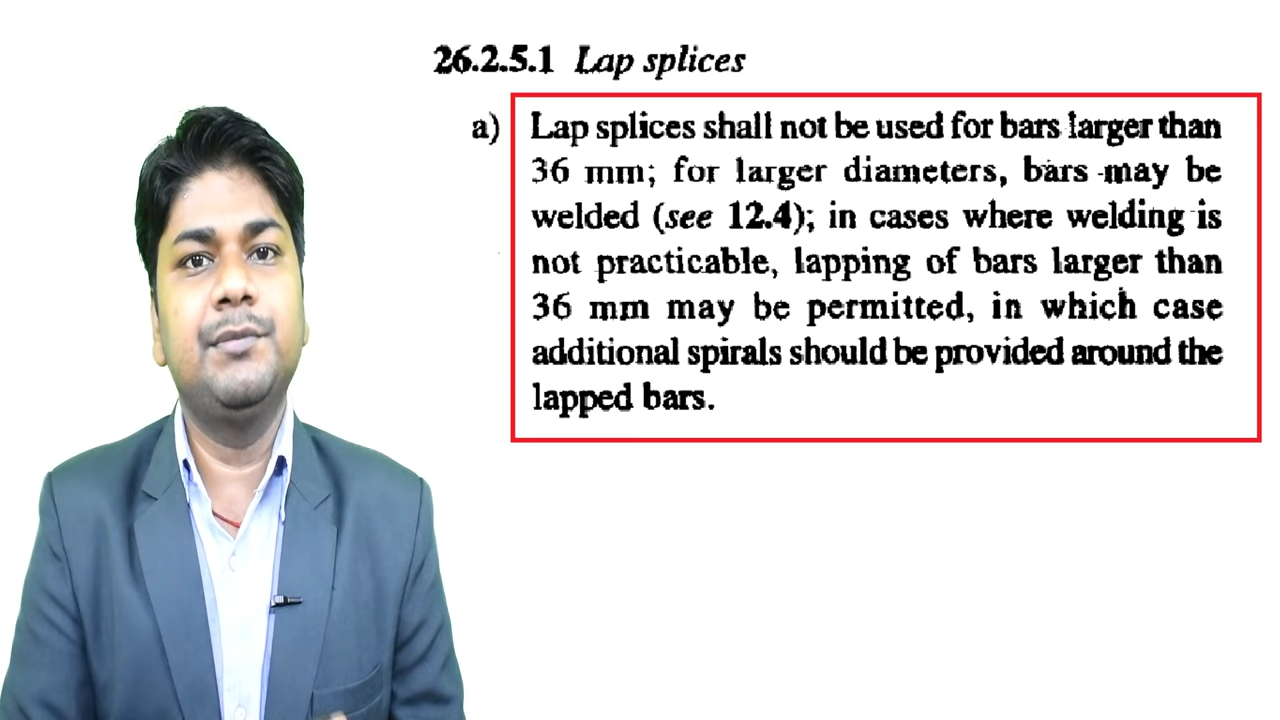 26.2.5.1 Lap splices
a) Lap splices shall not be used for bars larger than
36 mm; for larger diameters, bars may be
welded (see 12.4); in cases where welding is
not practicable, lapping of bars larger than
36 mm may be permitted, in which case
additional spirals should be provided around the
lapped bars.